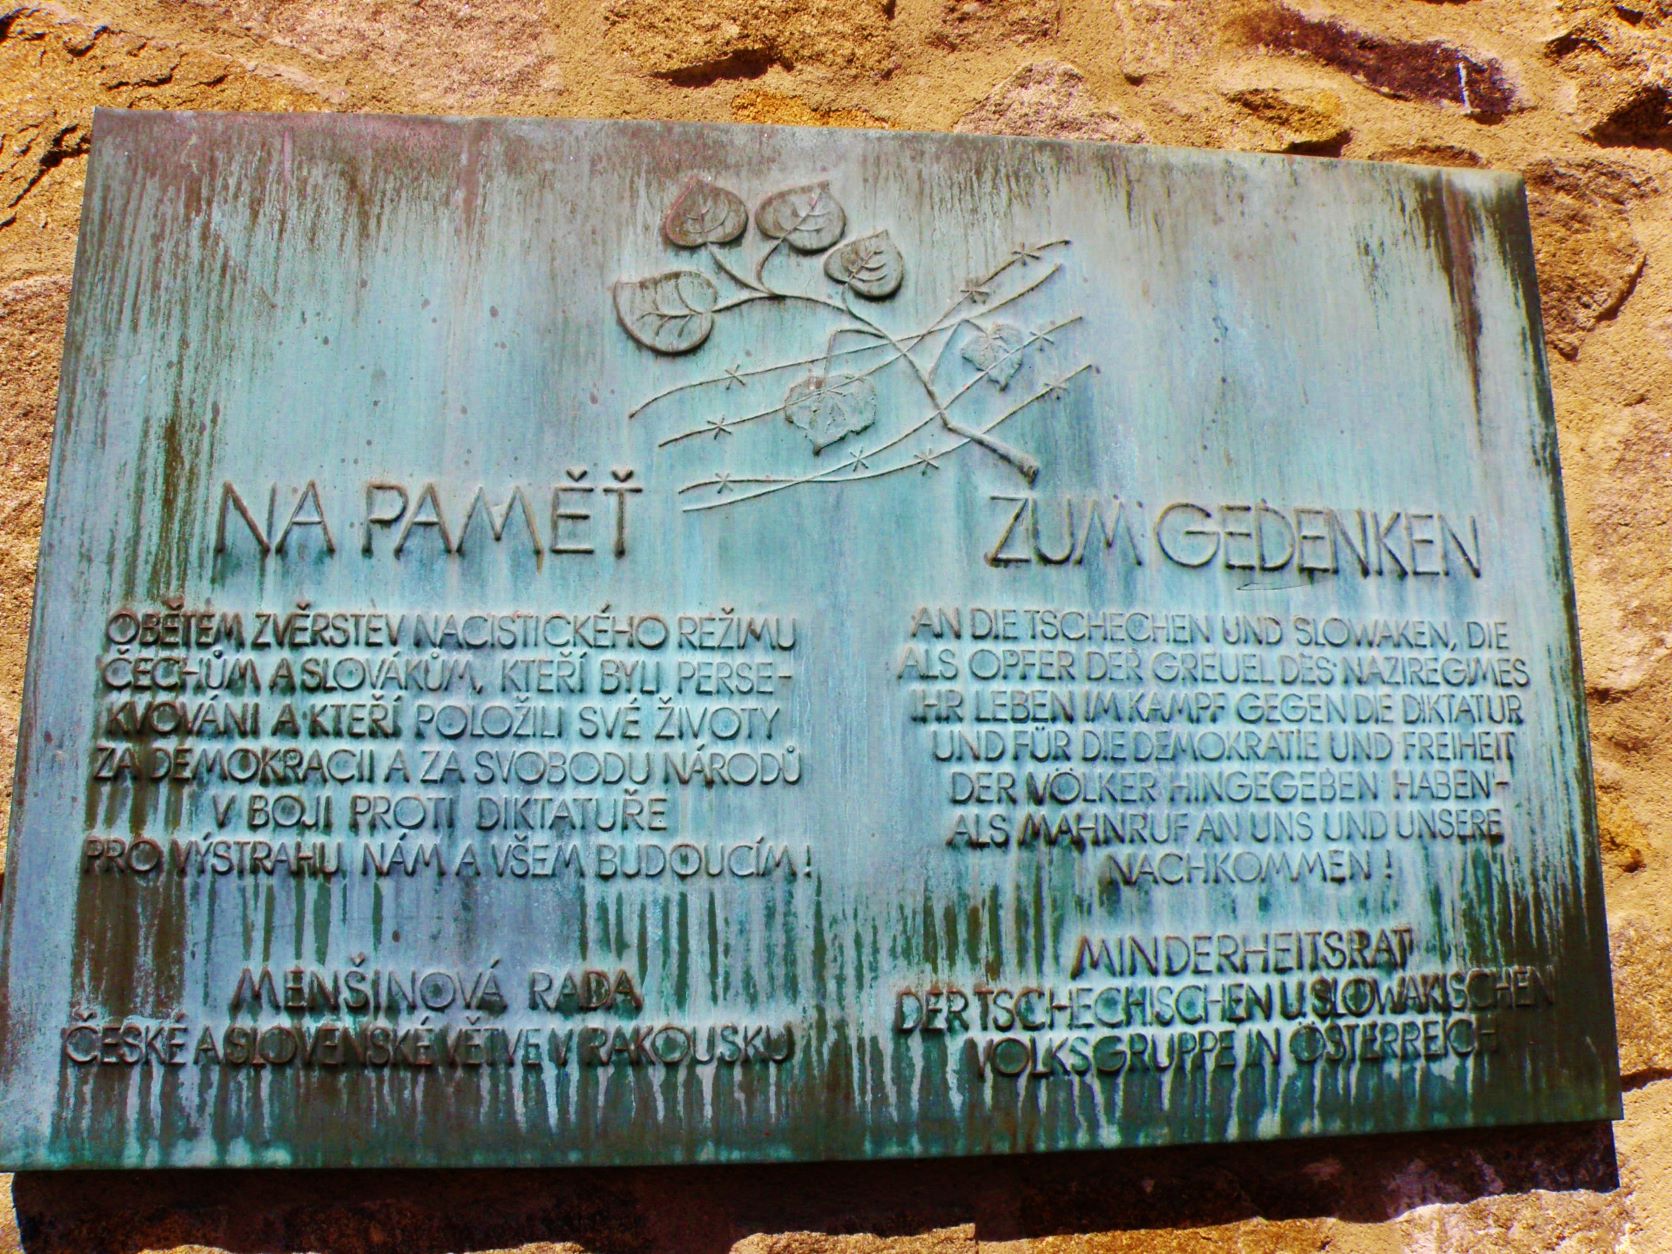 NA PAMĚŤ
OBĚTEM ZVĚRSTEV NACISTICKÉHO REŽIMU
ČECHŮM A SLOVÁKŮM, KTEŘÍ BYLI PERSE-
KVOVÁNI A KTEŘÍ POLOŽILI SVÉ ŽIVOTY
ZA DEMOKRACII A ZA SVOBODU NÁRODŮ
V BOJI PROTI DIKTATUŘE
PRO VÝSTRAHU NÁM A VŠEM BUDOUCÍM!
MENŠINOVÁ RADA
ČESKÉ A SLOVENSKÉ VĚTVE V RAKOUSKU
ZUM GEDENKEN
AN DIE TSCHECHEN UND SLOWAKEN, DIE
ALS OPFER DER GREUEL DES NAZIREGIMES
IHR LEBEN IM KAMPF GEGEN DIE DIKTATUR
UND FÜR DIE DEMOKRATIE UND FREIHEIT
DER VÖLKER HINGEGEBEN HABEN-
ALS MAHNRUF AN UNS UND UNSERE
NACHKOMMEN!
MINDERHEITSRAT
DER TSCHECHISCHEN U. SLOWAKISCHEN
VOLKSGRUPPE IN ÖSTERREICH